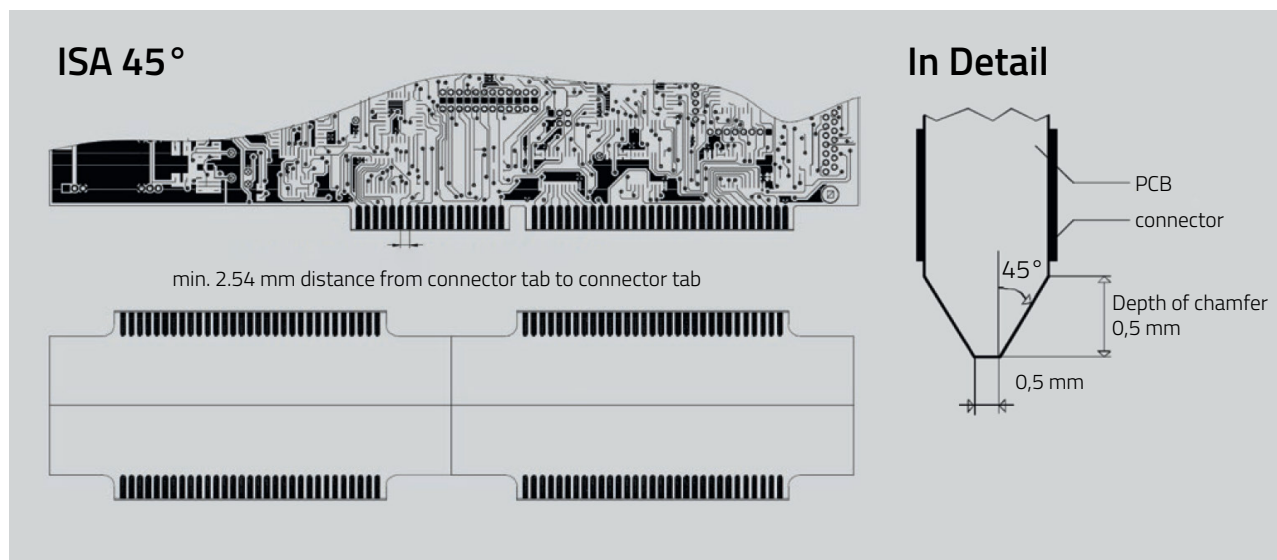 ISA 45°
In Detail
PCB
connector
45°
Depth of chamfer
0,5 mm
0,5 mm
min. 2.54 mm distance from connector tab to connector tab